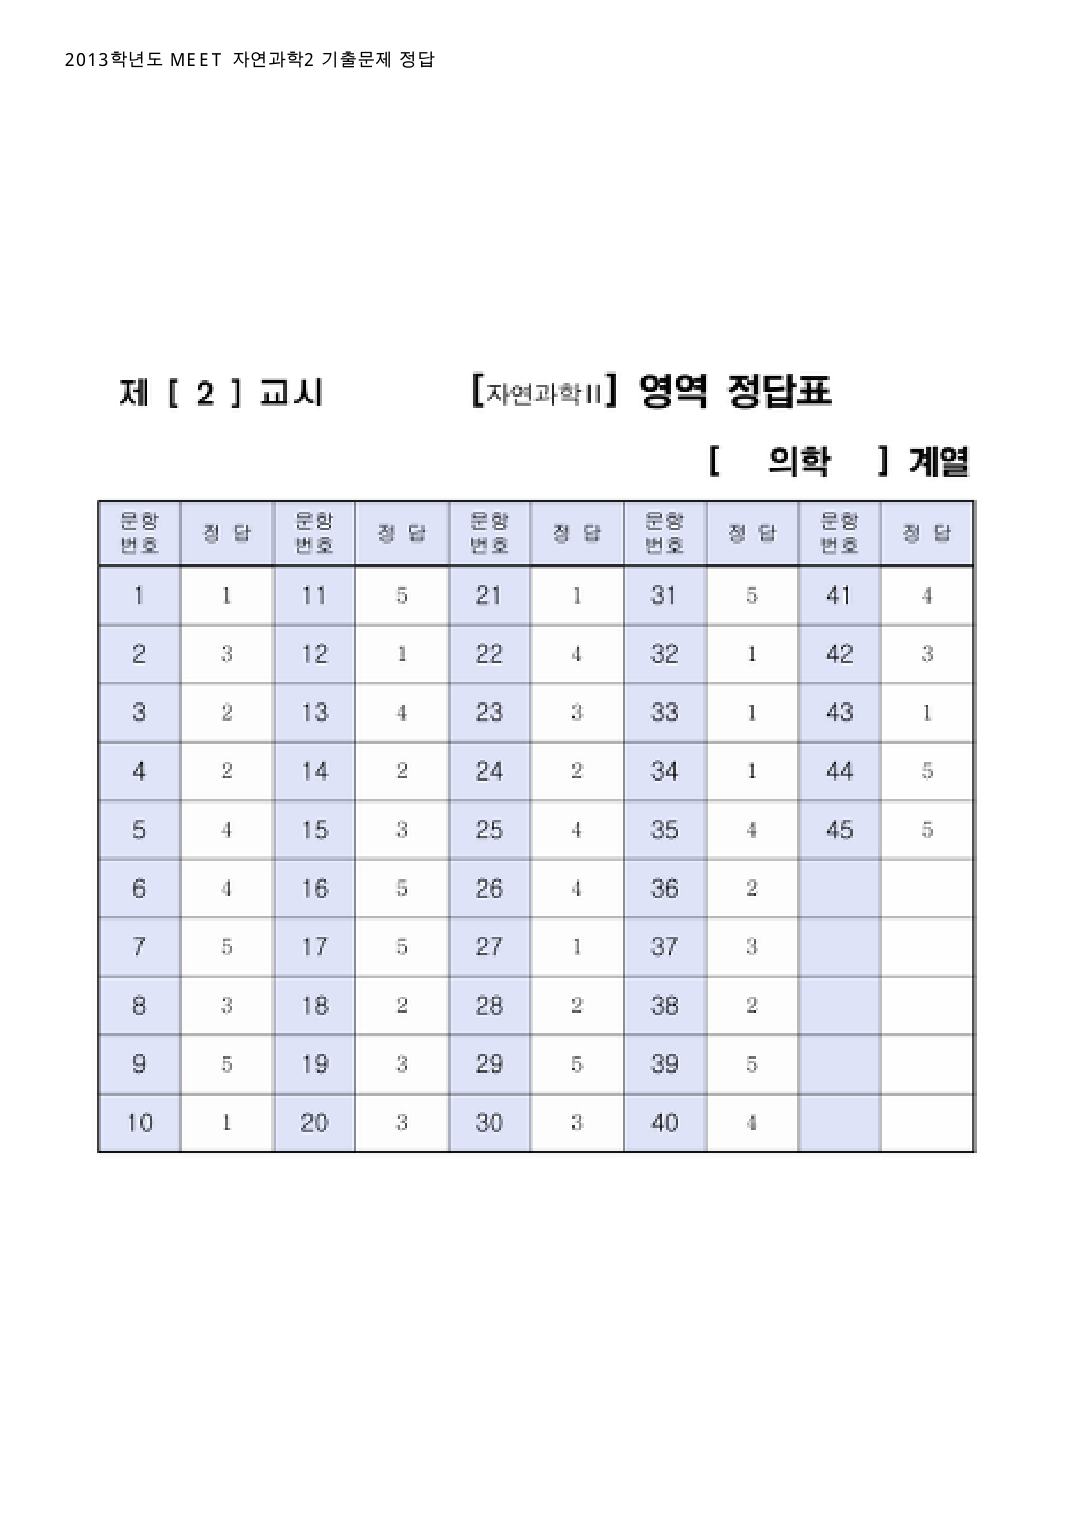 2013학년도 MEET 자연과학2 기출문제 정답
제 [ 2 ] 교시 [자연과학II] 영역 정답표
[ 의학 ] 계열
문항 번호 정 답 문항 번호 정 답 문항 번호 정 답 문항 번호 정 답 문항 번호 정 답
1 1 11 5 21 1 31 5 41 4
2 3 12 1 22 4 32 1 42 3
3 2 13 4 23 3 33 1 43 1
4 2 14 2 24 2 34 1 44 5
5 4 15 3 25 4 35 4 45 5
6 4 16 5 26 4 36 2
7 5 17 5 27 1 37 3
8 3 18 2 28 2 38 2
9 5 19 3 29 5 39 5
10 1 20 3 30 3 40 4